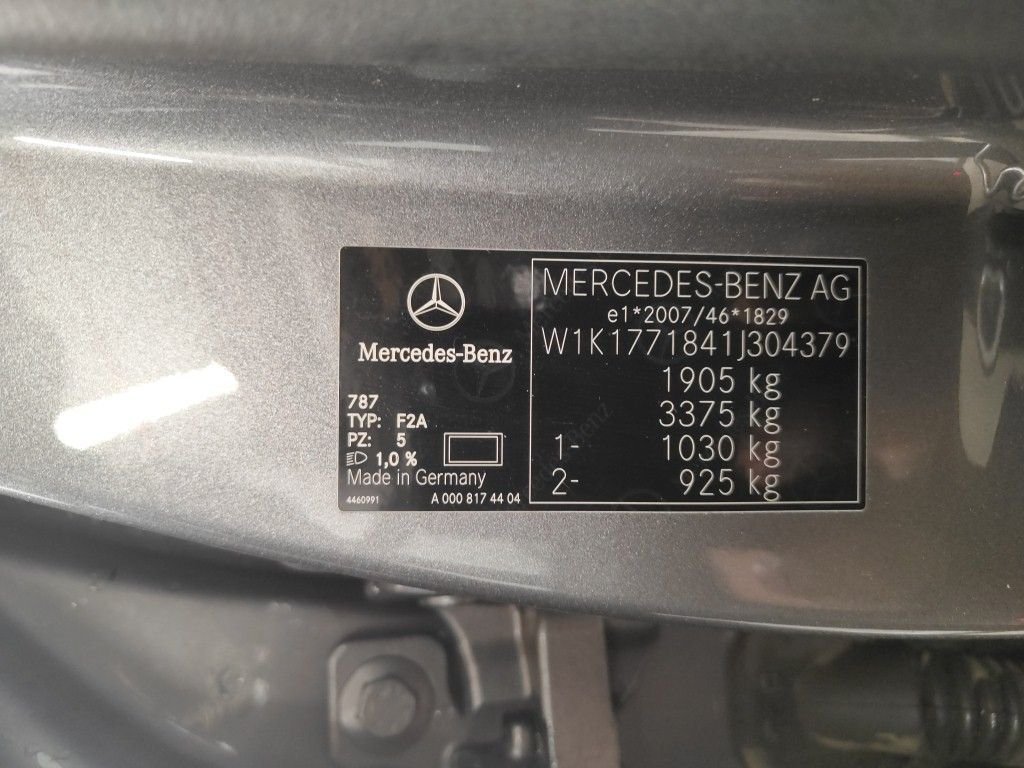 Mercedes-Benz
787
TYP: F2A
PZ: 5
1,0 %
Made in Germany
4460991 A 000 817 44 04
MERCEDES-BENZ AG
e1*2007/46*1829
W1K1771841J304379
1905 kg
3375 kg
1- 1030 kg
2- 925 kg